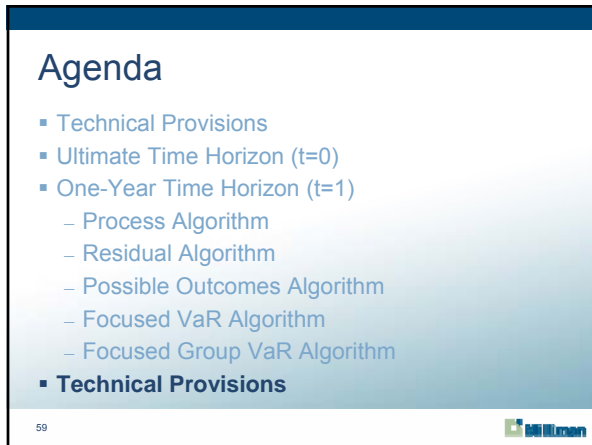 Agenda
▪ Technical Provisions
▪ Ultimate Time Horizon (t=0)
▪ One-Year Time Horizon (t=1)
– Process Algorithm
– Residual Algorithm
– Possible Outcomes Algorithm
– Focused VaR Algorithm
– Focused Group VaR Algorithm
▪ Technical Provisions
59
Milliman